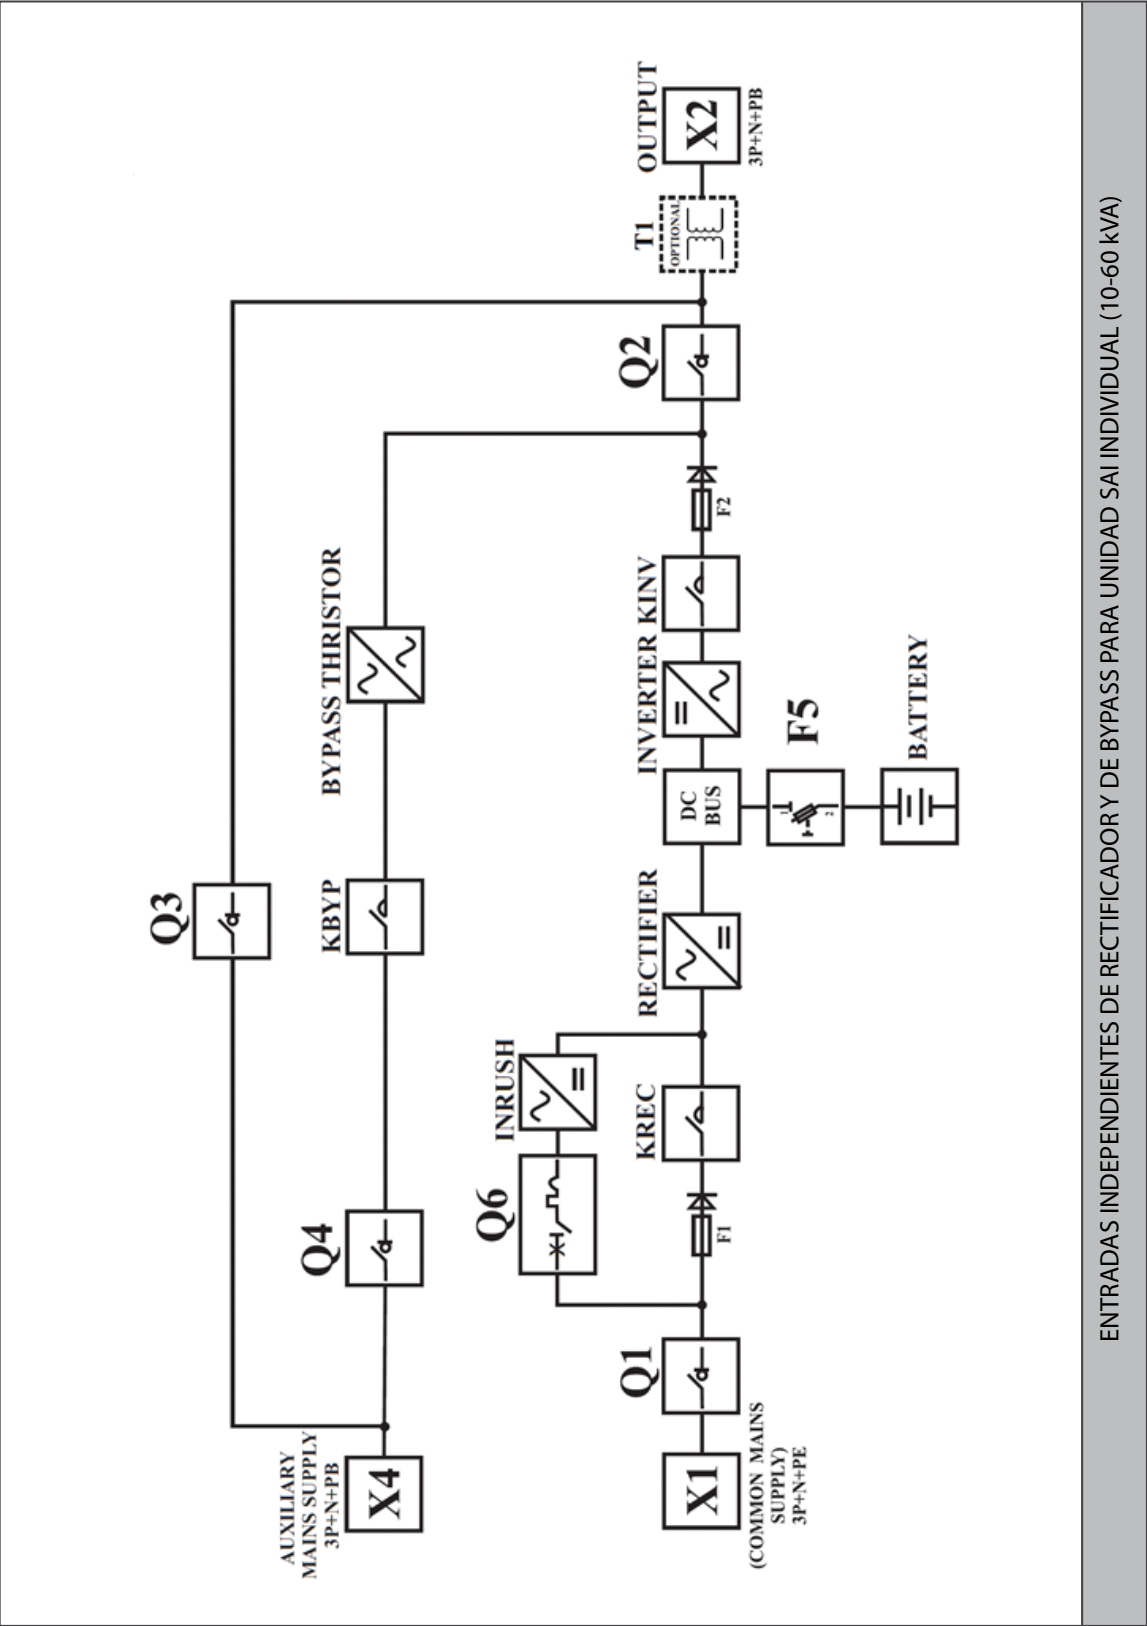 Q3
Q4
KBYP
BYPASS THRISTOR
AUXILIARY
MAINS SUPPLY
3P+N+PB
X4
Q6
INRUSH
Q1
F1
KREC
RECTIFIER
DC
BUS
INVERTER
KINV
F2
Q2
T1
OPTIONAL
OUTPUT
X2
3P+N+PB
X1
(COMMON MAINS
SUPPLY)
3P+N+PE
1
2
F5
BATTERY
ENTRADAS INDEPENDIENTES DE RECTIFICADOR Y DE BYPASS PARA UNIDAD SAI INDIVIDUAL (10-60 kVA)